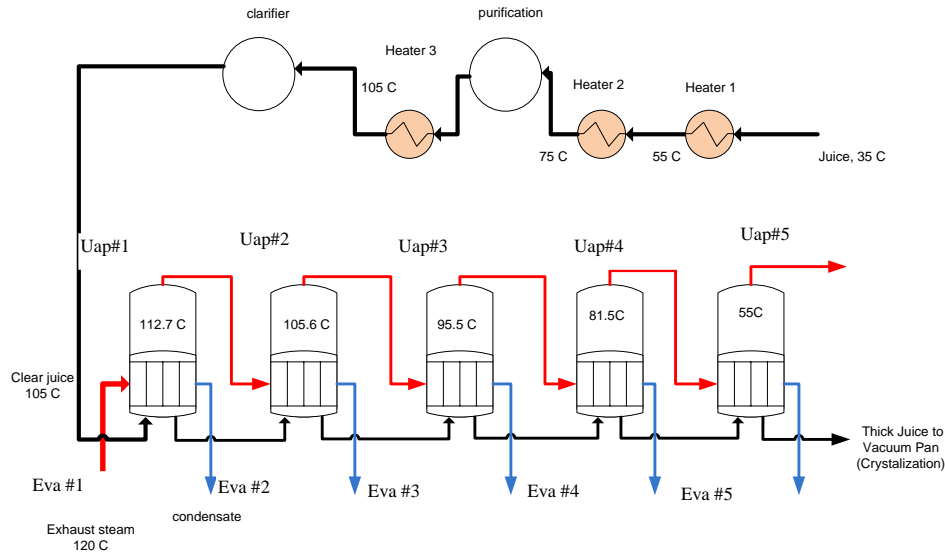 clarifier
purification
Heater 3
Heater 2
Heater 1
105 C
75 C
55 C
Juice, 35 C
Uap#1
Uap#2
Uap#3
Uap#4
Uap#5
112.7 C
105.6 C
95.5 C
81.5C
55C
Clear juice
105 C
Thick Juice to
Vacuum Pan
(Crystalization)
Eva #1
Eva #2
Eva #3
Eva #4
Eva #5
condensate
Exhaust steam
120 C